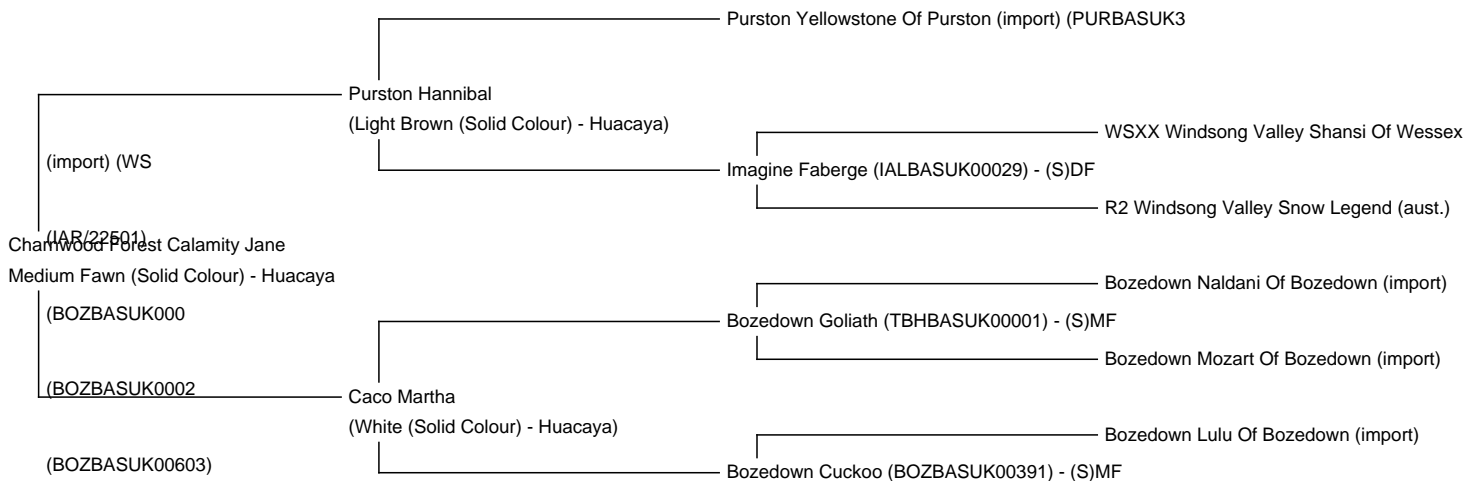 Purston Yellowstone Of Purston (import) (PURBASUK3
Purston Hannibal
(Light Brown (Solid Colour) - Huacaya)
WSXX Windsong Valley Shansi Of Wessex
(import) (WS
Imagine Faberge (IALBASUK00029) - (S)DF
R2 Windsong Valley Snow Legend (aust.)
(IAR/22501)
Charnwood Forest Calamity Jane
Medium Fawn (Solid Colour) - Huacaya
Bozedown Naldani Of Bozedown (import)
(BOZBASUK000
Bozedown Goliath (TBHBASUK00001) - (S)MF
Bozedown Mozart Of Bozedown (import)
(BOZBASUK0002
Caco Martha
(White (Solid Colour) - Huacaya)
Bozedown Lulu Of Bozedown (import)
(BOZBASUK00603)
Bozedown Cuckoo (BOZBASUK00391) - (S)MF